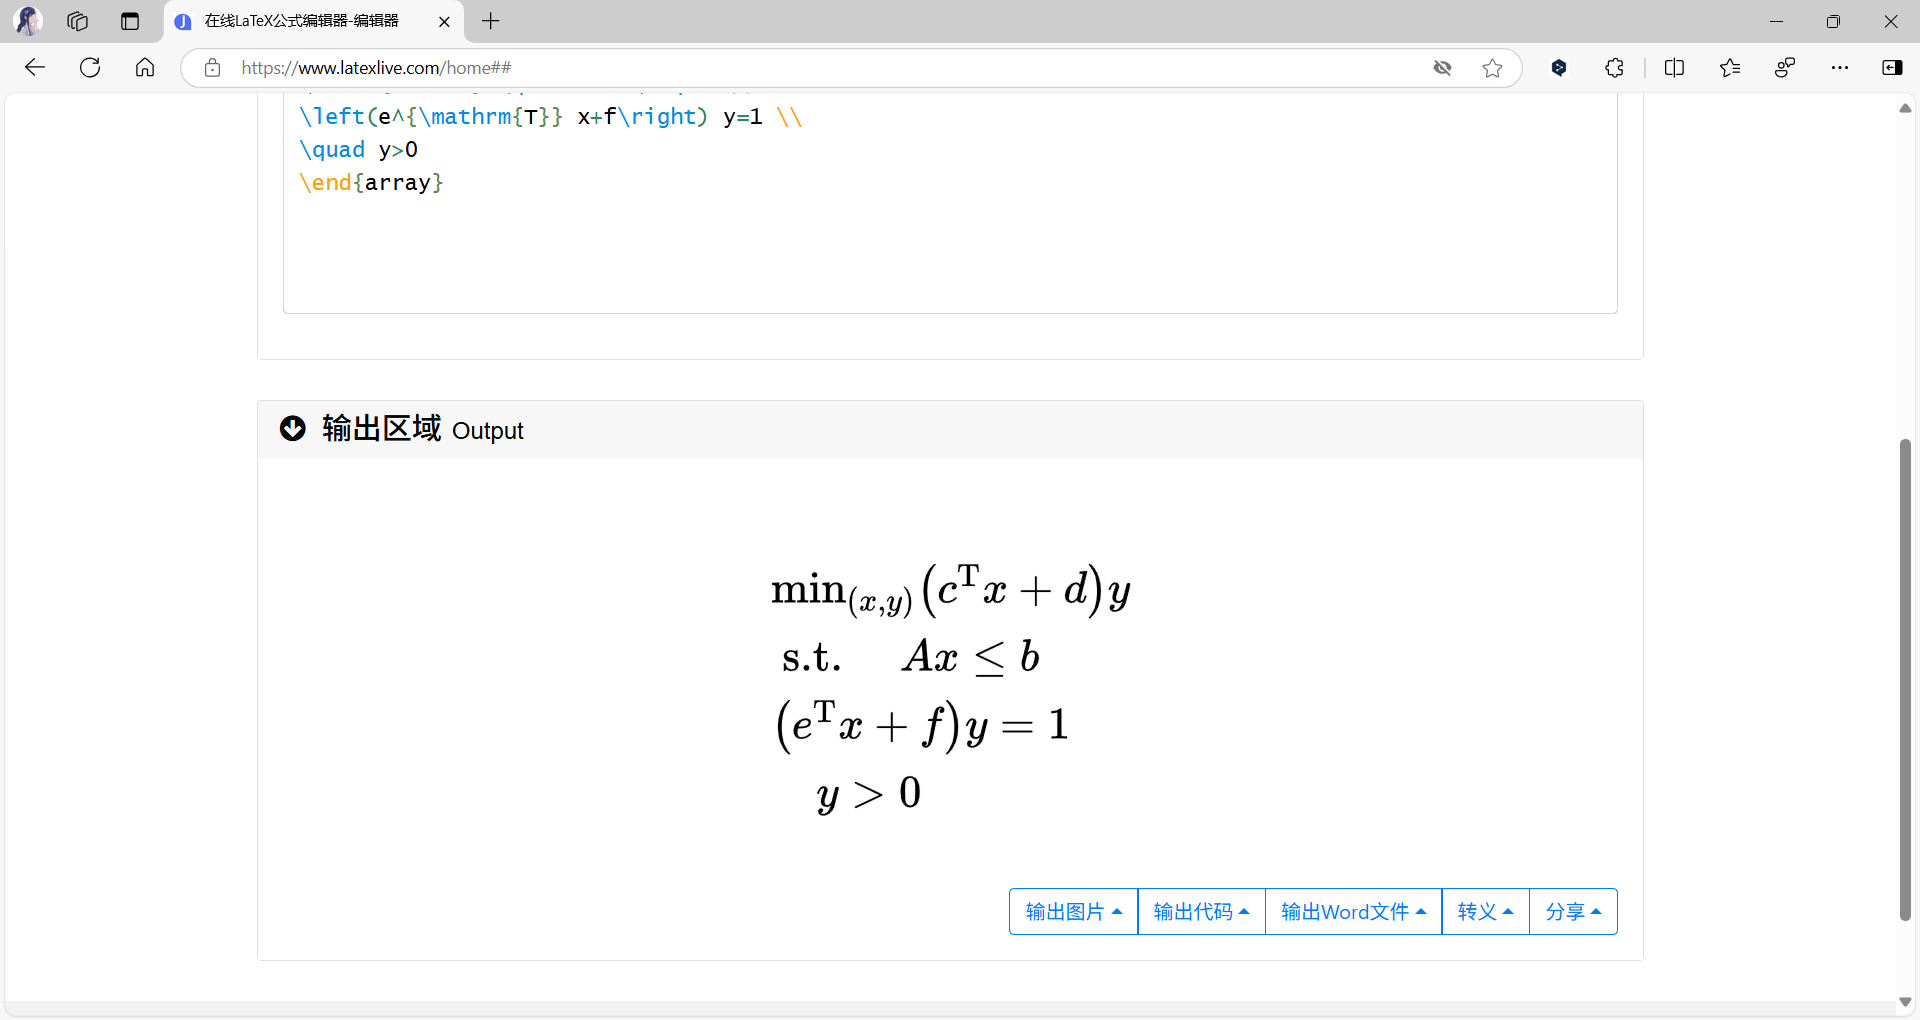 在线LaTeX公式编辑器-编辑器
https://www.latexlive.com/home##
\left(e^{\mathrm{T}} x+f\right) y=1 \\
\quad y>0
\end{array}
输出区域 Output
min(x,y)(c^T x + d)y
s.t. Ax ≤ b
(e^T x + f)y = 1
y > 0
输出图片 输出代码 输出Word文件 转义 分享